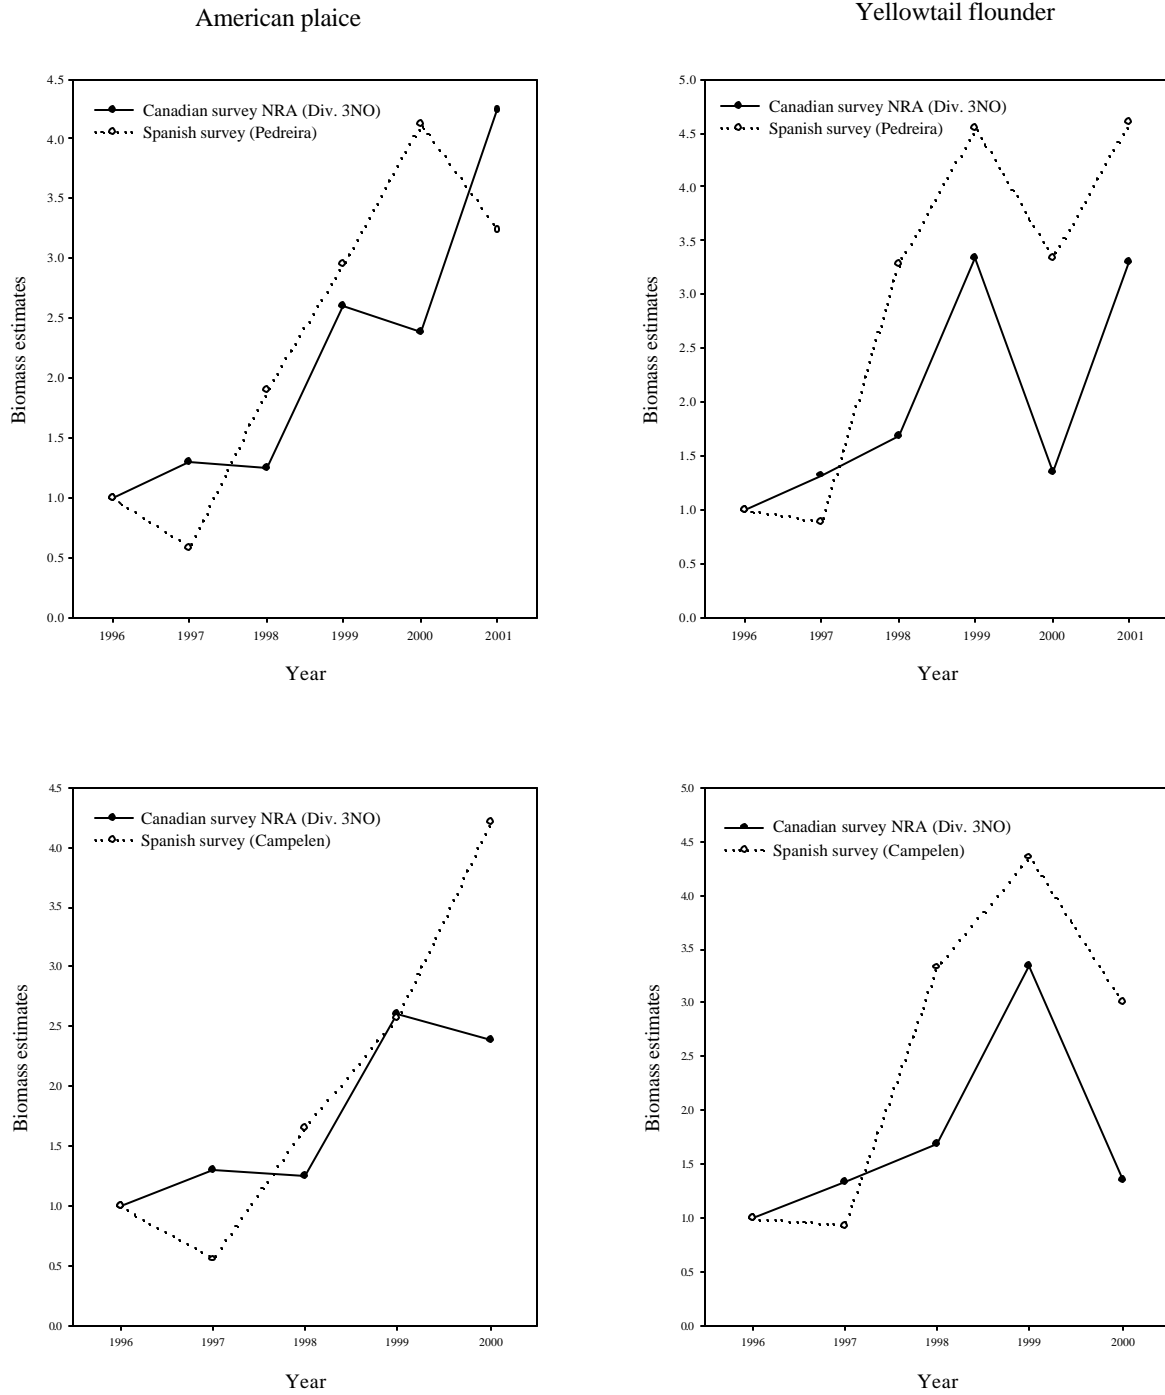 American plaice
Yellowtail flounder
4.5
4.0
3.5
3.0
2.5
2.0
1.5
1.0
0.5
0.0
Biomass estimates
Canadian survey NRA (Div. 3NO)
Spanish survey (Pedreira)
1996 1997 1998 1999 2000 2001
Year
5.0
4.5
4.0
3.5
3.0
2.5
2.0
1.5
1.0
0.5
0.0
Biomass estimates
Canadian survey NRA (Div. 3NO)
Spanish survey (Pedreira)
1996 1997 1998 1999 2000 2001
Year
4.5
4.0
3.5
3.0
2.5
2.0
1.5
1.0
0.5
0.0
Biomass estimates
Canadian survey NRA (Div. 3NO)
Spanish survey (Campelen)
1996 1997 1998 1999 2000
Year
5.0
4.5
4.0
3.5
3.0
2.5
2.0
1.5
1.0
0.5
0.0
Biomass estimates
Canadian survey NRA (Div. 3NO)
Spanish survey (Campelen)
1996 1997 1998 1999 2000
Year